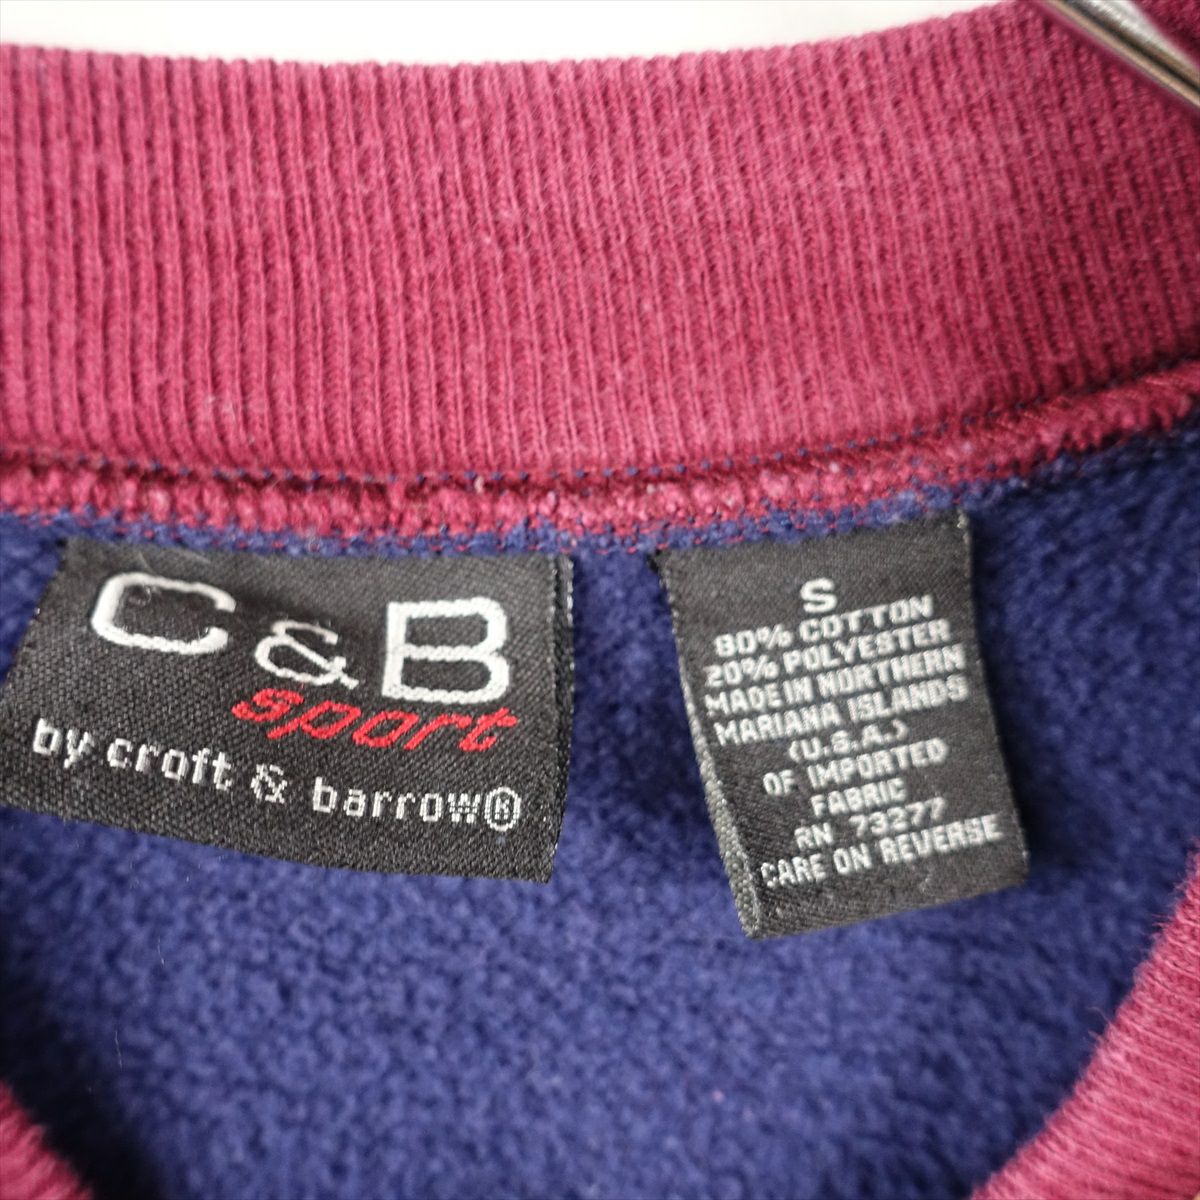 C & B
sport
by croft & barrow®
S
80% COTTON
20% POLYESTER
MADE IN NORTHERN
MARIANA ISLANDS
(U.S.A.)
OF IMPORTED
FABRIC
RN 73277
CARE ON REVERSE